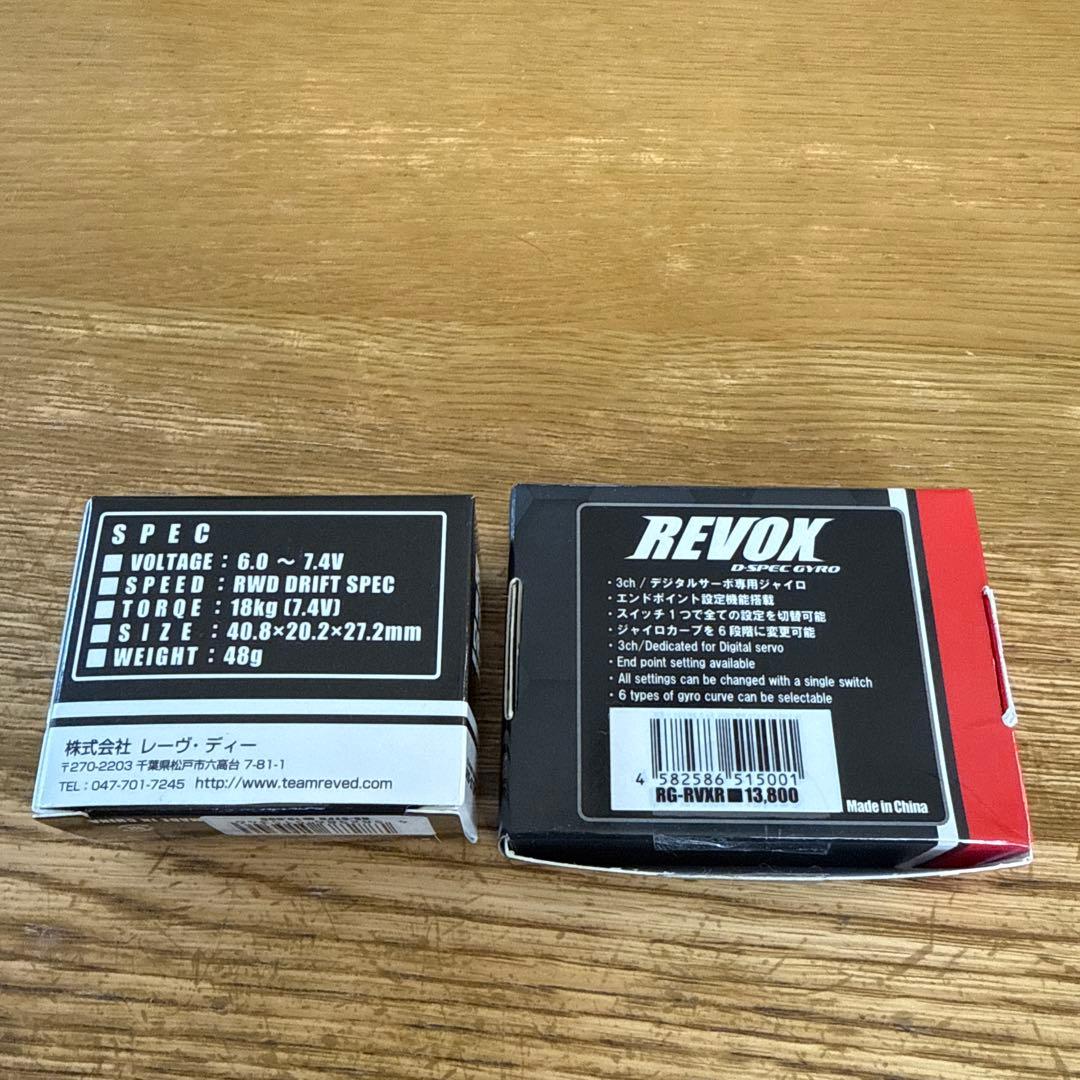 SPEC
■ VOLTAGE : 6.0 ～ 7.4V
■ SPEED : RWD DRIFT SPEC
■ TORQE : 18kg (7.4V)
■ SIZE : 40.8×20.2×27.2mm
■ WEIGHT : 48g
株式会社 レーヴ・ディー
〒270-2203 千葉県松戸市六高台 7-81-1
TEL : 047-701-7245 http://www.teamreved.com
REVOX
D-SPEC GYRO
・3ch / デジタルサーボ専用ジャイロ
・エンドポイント設定機能搭載
・スイッチ1つで全ての設定を切替可能
・ジャイロカーブを6段階に変更可能
・3ch/Dedicated for Digital servo
・End point setting available
・All settings can be changed with a single switch
・6 types of gyro curve can be selectable
4 582586 515001
RG-RVXR■13,800
Made in China